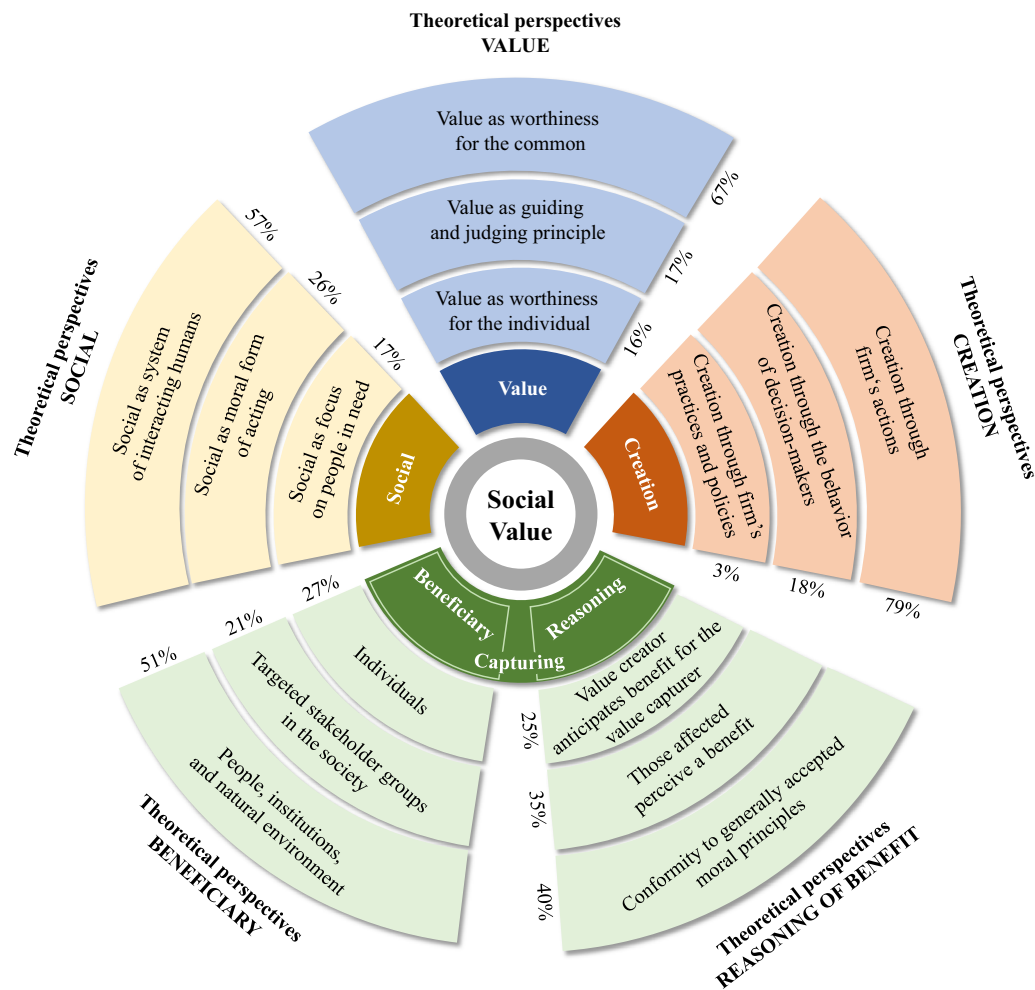 Theoretical perspectives
VALUE
Value as worthiness
for the common
67%
Value as guiding
and judging principle
17%
Value as worthiness
for the individual
16%
Value
Theoretical perspectives
SOCIAL
57%
Social as system
of interacting humans
26%
Social as moral form
of acting
17%
Social as focus
on people in need
Social
Theoretical perspectives
CREATION
Creation through
firm‘s actions
79%
Creation through the behavior
of decision-makers
18%
Creation through firm’s
practices and policies
3%
Creation
Social
Value
Beneficiary
Reasoning
Capturing
27%
Individuals
21%
Targeted stakeholder groups
in the society
51%
People, institutions,
and natural environment
Theoretical perspectives
BENEFICIARY
Value creator
anticipates benefit for the
value capturer
25%
Those affected
perceive a benefit
35%
Conformity to generally accepted
moral principles
40%
Theoretical perspectives
REASONING OF BENEFIT